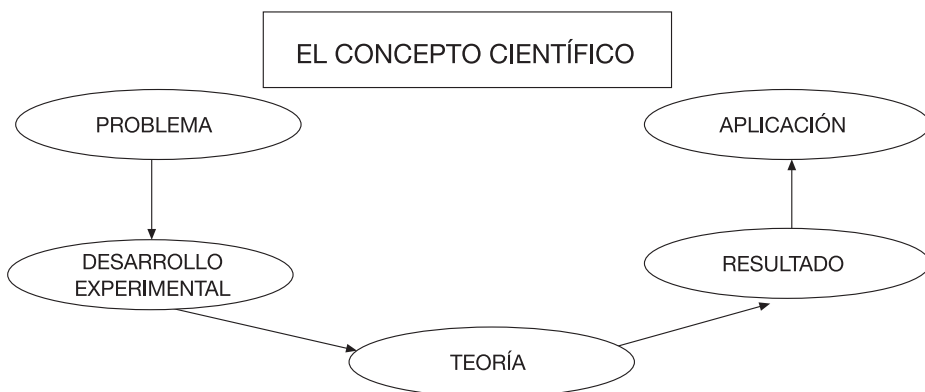 EL CONCEPTO CIENTÍFICO
PROBLEMA
APLICACIÓN
DESARROLLO
EXPERIMENTAL
RESULTADO
TEORÍA